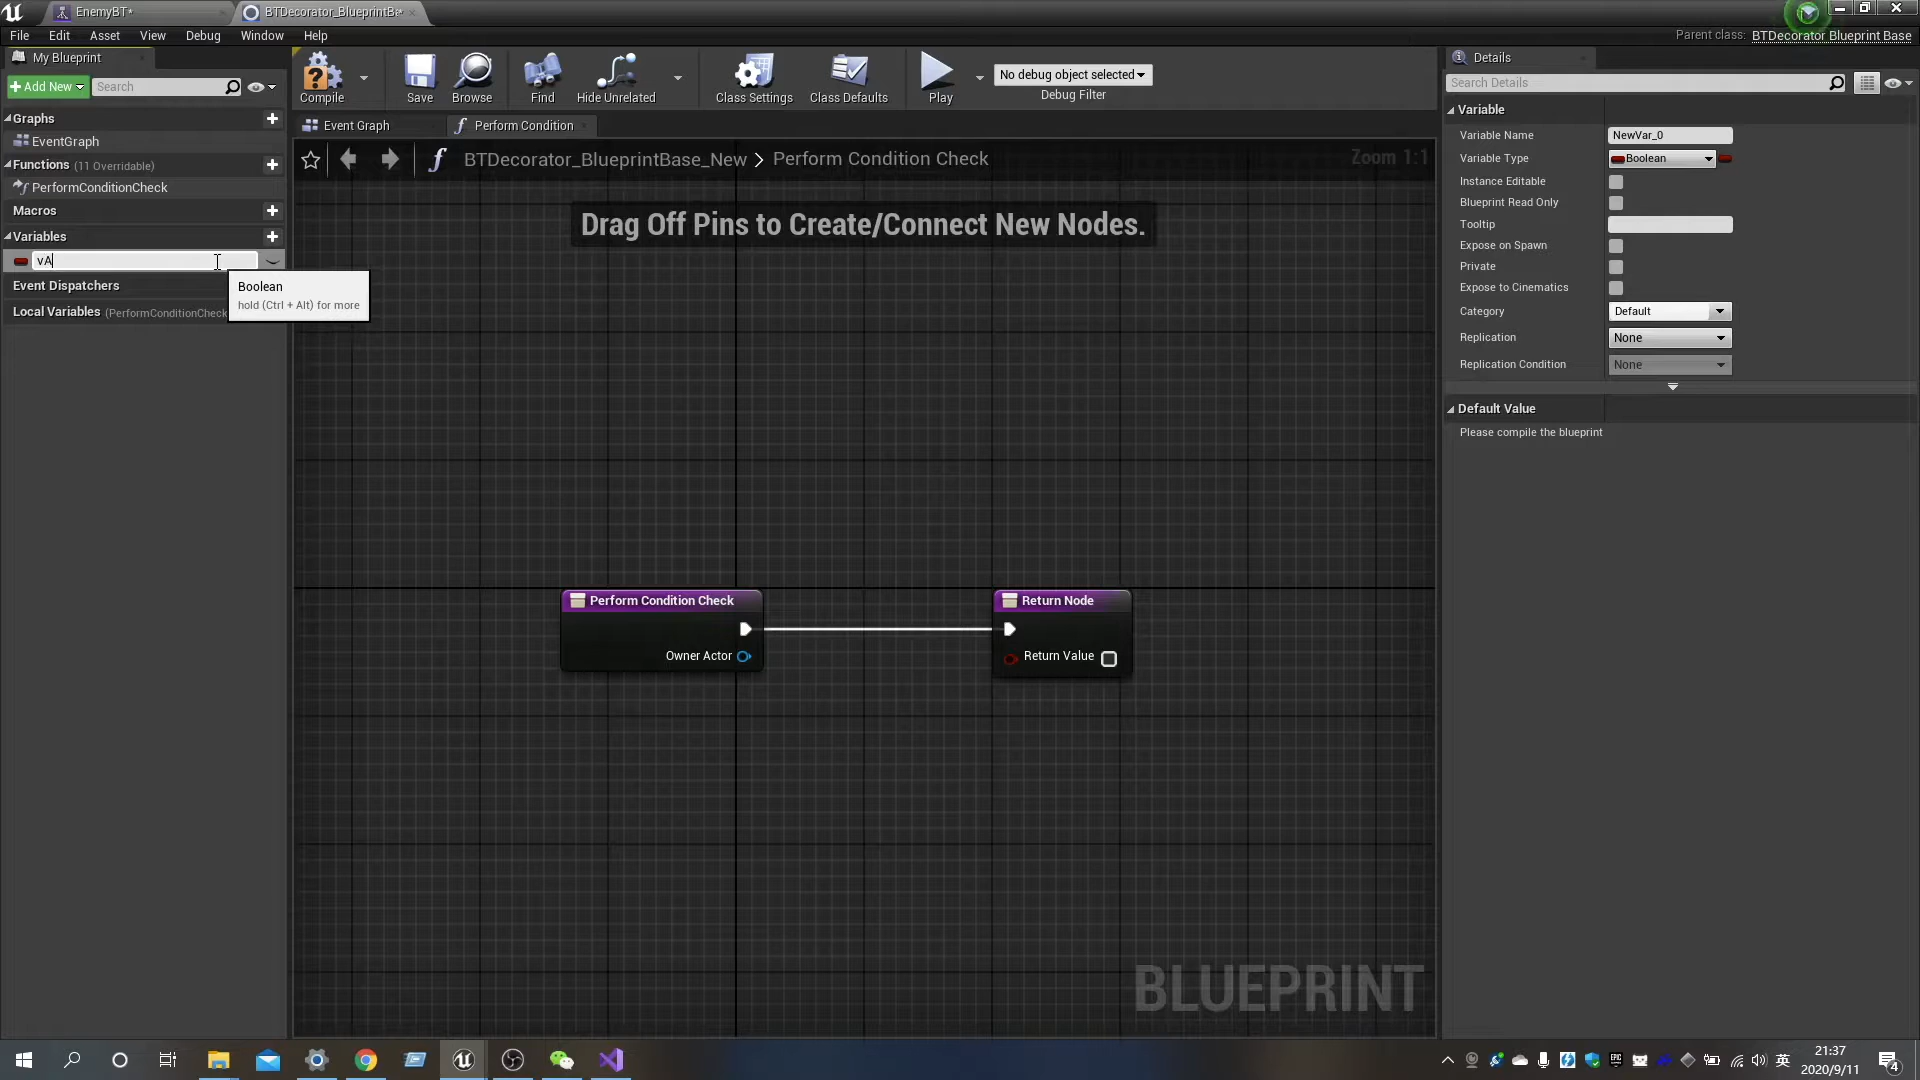 EnemyBT*
BTDecorator_BlueprintBa*
File Edit Asset View Debug Window Help
Parent class: BTDecorator Blueprint Base
My Blueprint
Add New
Search
Compile
Save
Browse
Find
Hide Unrelated
Class Settings
Class Defaults
Play
No debug object selected
Debug Filter
Details
Search Details
Graphs
EventGraph
Functions (11 Overridable)
PerformConditionCheck
Macros
Variables
vA
Event Dispatchers
Local Variables (PerformConditionCheck
Boolean
hold (Ctrl + Alt) for more
Event Graph
Perform Condition
BTDecorator_BlueprintBase_New > Perform Condition Check
Zoom 1:1
Drag Off Pins to Create/Connect New Nodes.
Perform Condition Check
Owner Actor
Return Node
Return Value
BLUEPRINT
Variable
Variable Name NewVar_0
Variable Type Boolean
Instance Editable
Blueprint Read Only
Tooltip
Expose on Spawn
Private
Expose to Cinematics
Category Default
Replication None
Replication Condition None
Default Value
Please compile the blueprint
英
21:37
2020/9/11
4